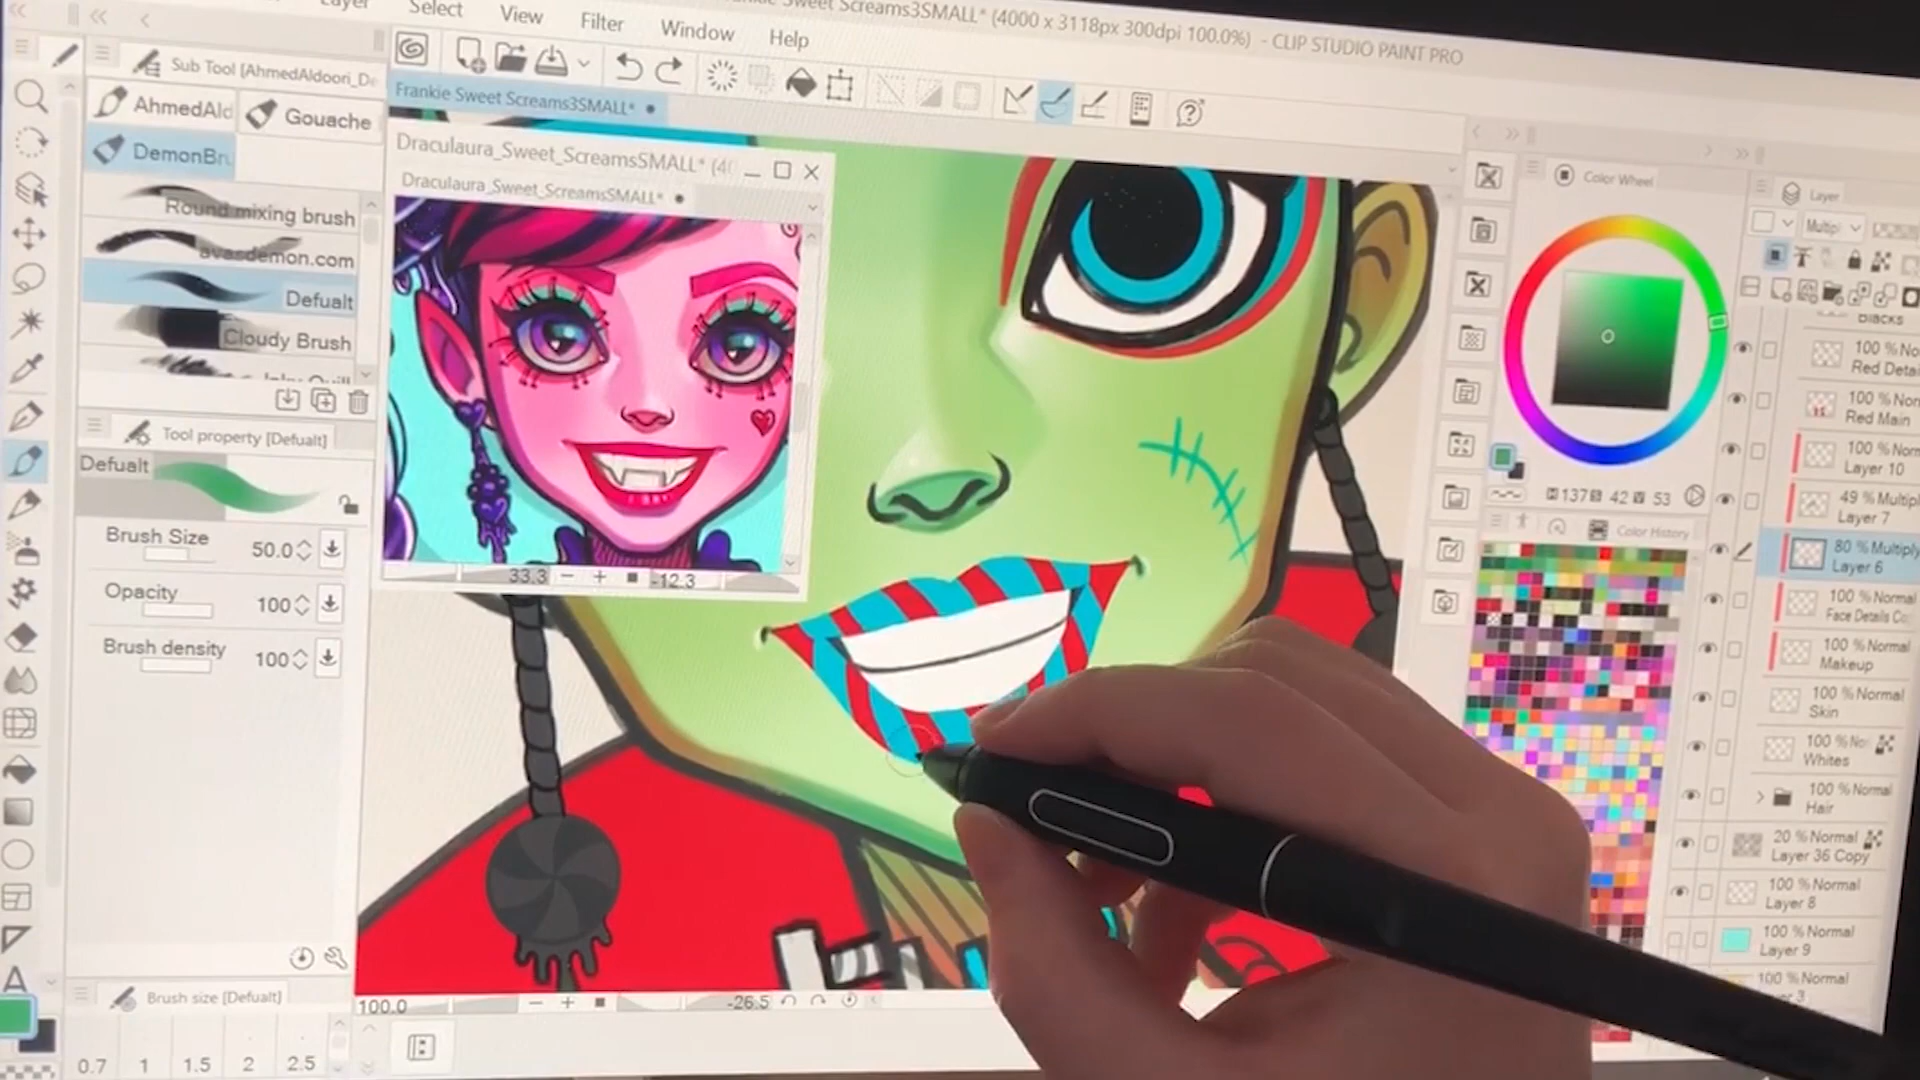 Layer
Select
View
Filter
Window
Help
Sweet Screams3SMALL* (4000 x 3118px 300dpi 100.0%) - CLIP STUDIO PAINT PRO
Sub Tool [AhmedAldoori_De
AhmedAld
Gouache
DemonBru
Round mixing brush
avasdemon.com
Defualt
Cloudy Brush
Tool property [Defualt]
Defualt
Brush Size
50.0
Opacity
100
Brush density
100
Brush size [Defualt]
0.7
1
1.5
2
2.5
A
Frankie Sweet Screams3SMALL*
Draculaura_Sweet_ScreamsSMALL* (4(
Draculaura_Sweet_ScreamsSMALL*
33.3
-12.3
100.0
-26.5
Color Wheel
H 137 S 42 V 53
Color History
Layer
Multipl
Blacks
100 % No
Red Detai
100 % Nor
Red Main
100 % Nor
Layer 10
49 % Multipl
Layer 7
80 % Multiply
Layer 6
100 % Normal
Face Details Co
100 % Normal
Makeup
100 % Normal
Skin
100 % No
Whites
100 % Normal
Hair
20 % Normal
Layer 36 Copy
100 % Normal
Layer 8
100 % Normal
Layer 9
100 % Normal